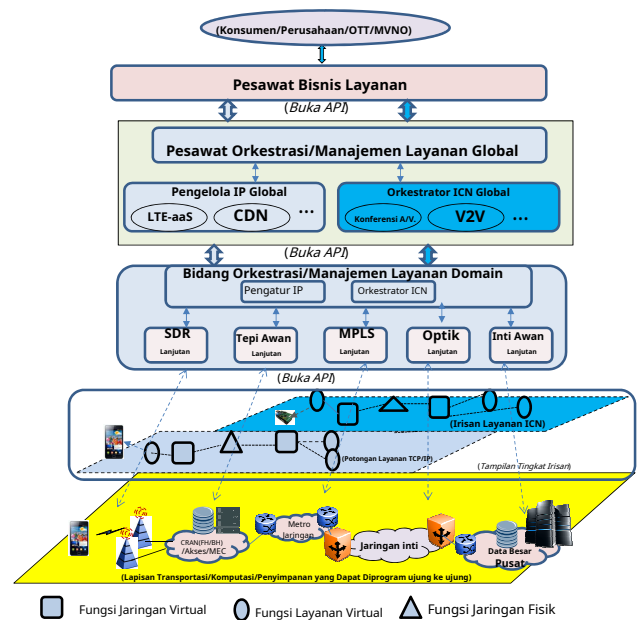 (Konsumen/Perusahaan/OTT/MVNO)
Pesawat Bisnis Layanan
(Buka API)
Pesawat Orkestrasi/Manajemen Layanan Global
Pengelola IP Global
LTE-aaS
CDN
...
Orkestrator ICN Global
Konferensi A/V.
V2V
...
(Buka API)
Bidang Orkestrasi/Manajemen Layanan Domain
Pengatur IP
Orkestrator ICN
SDR
Lanjutan
Tepi Awan
Lanjutan
MPLS
Lanjutan
Optik
Lanjutan
Inti Awan
Lanjutan
(Buka API)
(Irisan Layanan ICN)
(Potongan Layanan TCP/IP)
(Tampilan Tingkat Irisan)
CRAN(FH/BH)
/Akses/MEC
Metro
Jaringan
Jaringan inti
Data Besar
Pusat
(Lapisan Transportasi/Komputasi/Penyimpanan yang Dapat Diprogram ujung ke ujung)
Fungsi Jaringan Virtual
Fungsi Layanan Virtual
Fungsi Jaringan Fisik